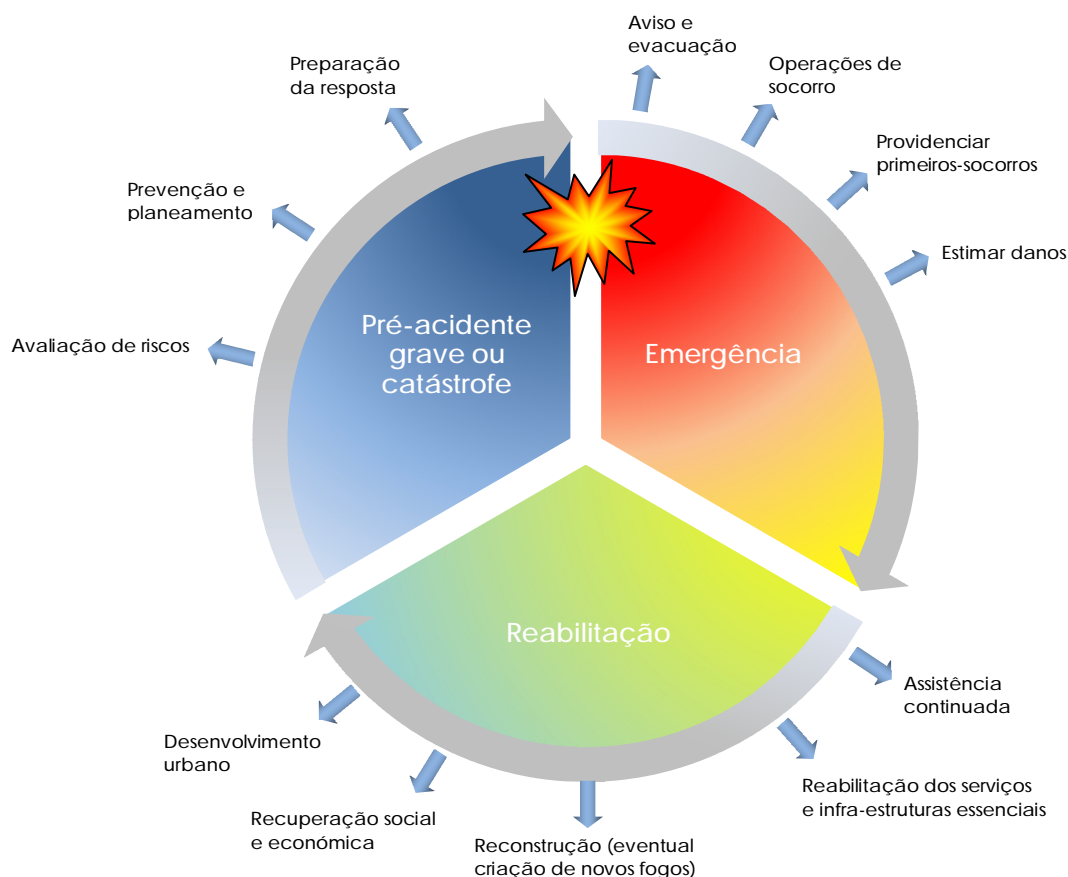 Aviso e
evacuação
Operações de
socorro
Providenciar
primeiros-socorros
Estimar danos
Preparação
da resposta
Prevenção e
planeamento
Avaliação de riscos
Pré-acidente
grave ou
catástrofe
Emergência
Reabilitação
Assistência
continuada
Reabilitação dos serviços
e infra-estruturas essenciais
Reconstrução (eventual
criação de novos fogos)
Recuperação social
e económica
Desenvolvimento
urbano